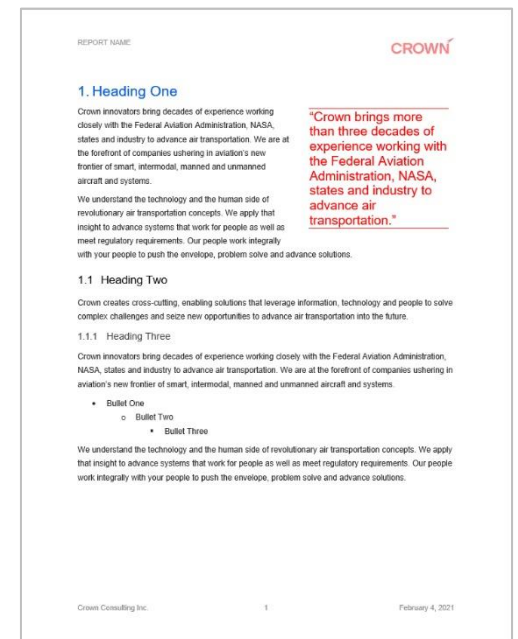 REPORT NAME
CROWN
1. Heading One
Crown innovators bring decades of experience working
closely with the Federal Aviation Administration, NASA,
states and industry to advance air transportation. We are at
the forefront of companies ushering in aviation's new
frontier of smart, intermodal, manned and unmanned
aircraft and systems.
We understand the technology and the human side of
revolutionary air transportation concepts. We apply that
insight to advance systems that work for people as well as
meet regulatory requirements. Our people work integrally
with your people to push the envelope, problem solve and advance solutions.
"Crown brings more
than three decades of
experience working with
the Federal Aviation
Administration, NASA,
states and industry to
advance air
transportation."
1.1 Heading Two
Crown creates cross-cutting, enabling solutions that leverage information, technology and people to solve
complex challenges and seize new opportunities to advance air transportation into the future.
1.1.1 Heading Three
Crown innovators bring decades of experience working closely with the Federal Aviation Administration,
NASA, states and industry to advance air transportation. We are at the forefront of companies ushering in
aviation's new frontier of smart, intermodal, manned and unmanned aircraft and systems.
• Bullet One
o Bullet Two
▪ Bullet Three
We understand the technology and the human side of revolutionary air transportation concepts. We apply
that insight to advance systems that work for people as well as meet regulatory requirements. Our people
work integrally with your people to push the envelope, problem solve and advance solutions.
Crown Consulting Inc.
1
February 4, 2021